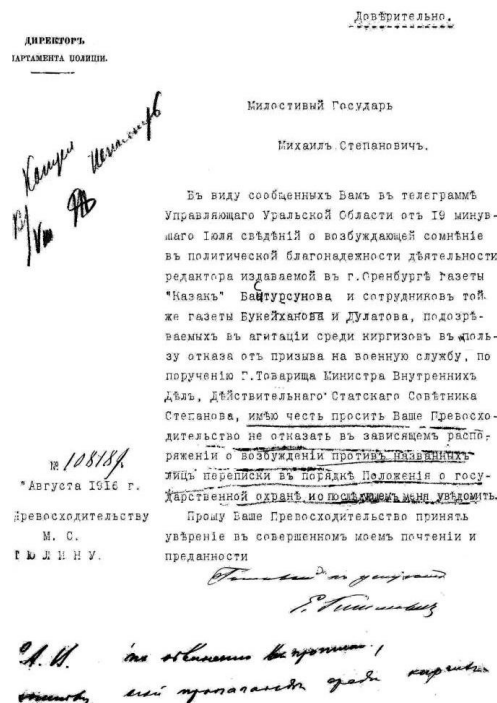 Довѣрительно.
ДИРЕКТОРЪ
ПАРТАМЕНТА ПОЛИЦІИ.
Милостивый Государь
Михаилъ Степановичъ.
Въ виду сообщенныхъ Вамъ въ телеграммѣ
Управляющаго Уральской Области отъ 19 минув-
шаго Іюля свѣдѣній о возбуждающей сомнѣніе
въ политической благонадежности дѣятельности
редактора издаваемой въ г.Оренбургѣ газеты
"Казакъ" Байтурсунова и сотрудниковъ той
же газеты Букейханова и Дулатова, подозрѣ-
ваемыхъ въ агитаціи среди киргизовъ въ поль-
зу отказа отъ призыва на военную службу, по
порученію Г.Товарища Министра Внутреннихъ
Дѣлъ, Дѣйствительнаго Статскаго Совѣтника
Степанова, имѣю честь просить Ваше Превосхо-
дительство не отказать въ зависящемъ распо-
ряженіи о возбужденіи противъ названныхъ
лицъ переписки въ порядкѣ Положенія о госу-
дарственной охранѣ и о послѣдующемъ меня увѣдомить.
Прошу Ваше Превосходительство принять
увѣреніе въ совершенномъ моемъ почтеніи и
преданности
№ 108181
" Августа 1916 г.
Превосходительству
М. С.
ТЮЛИНУ.